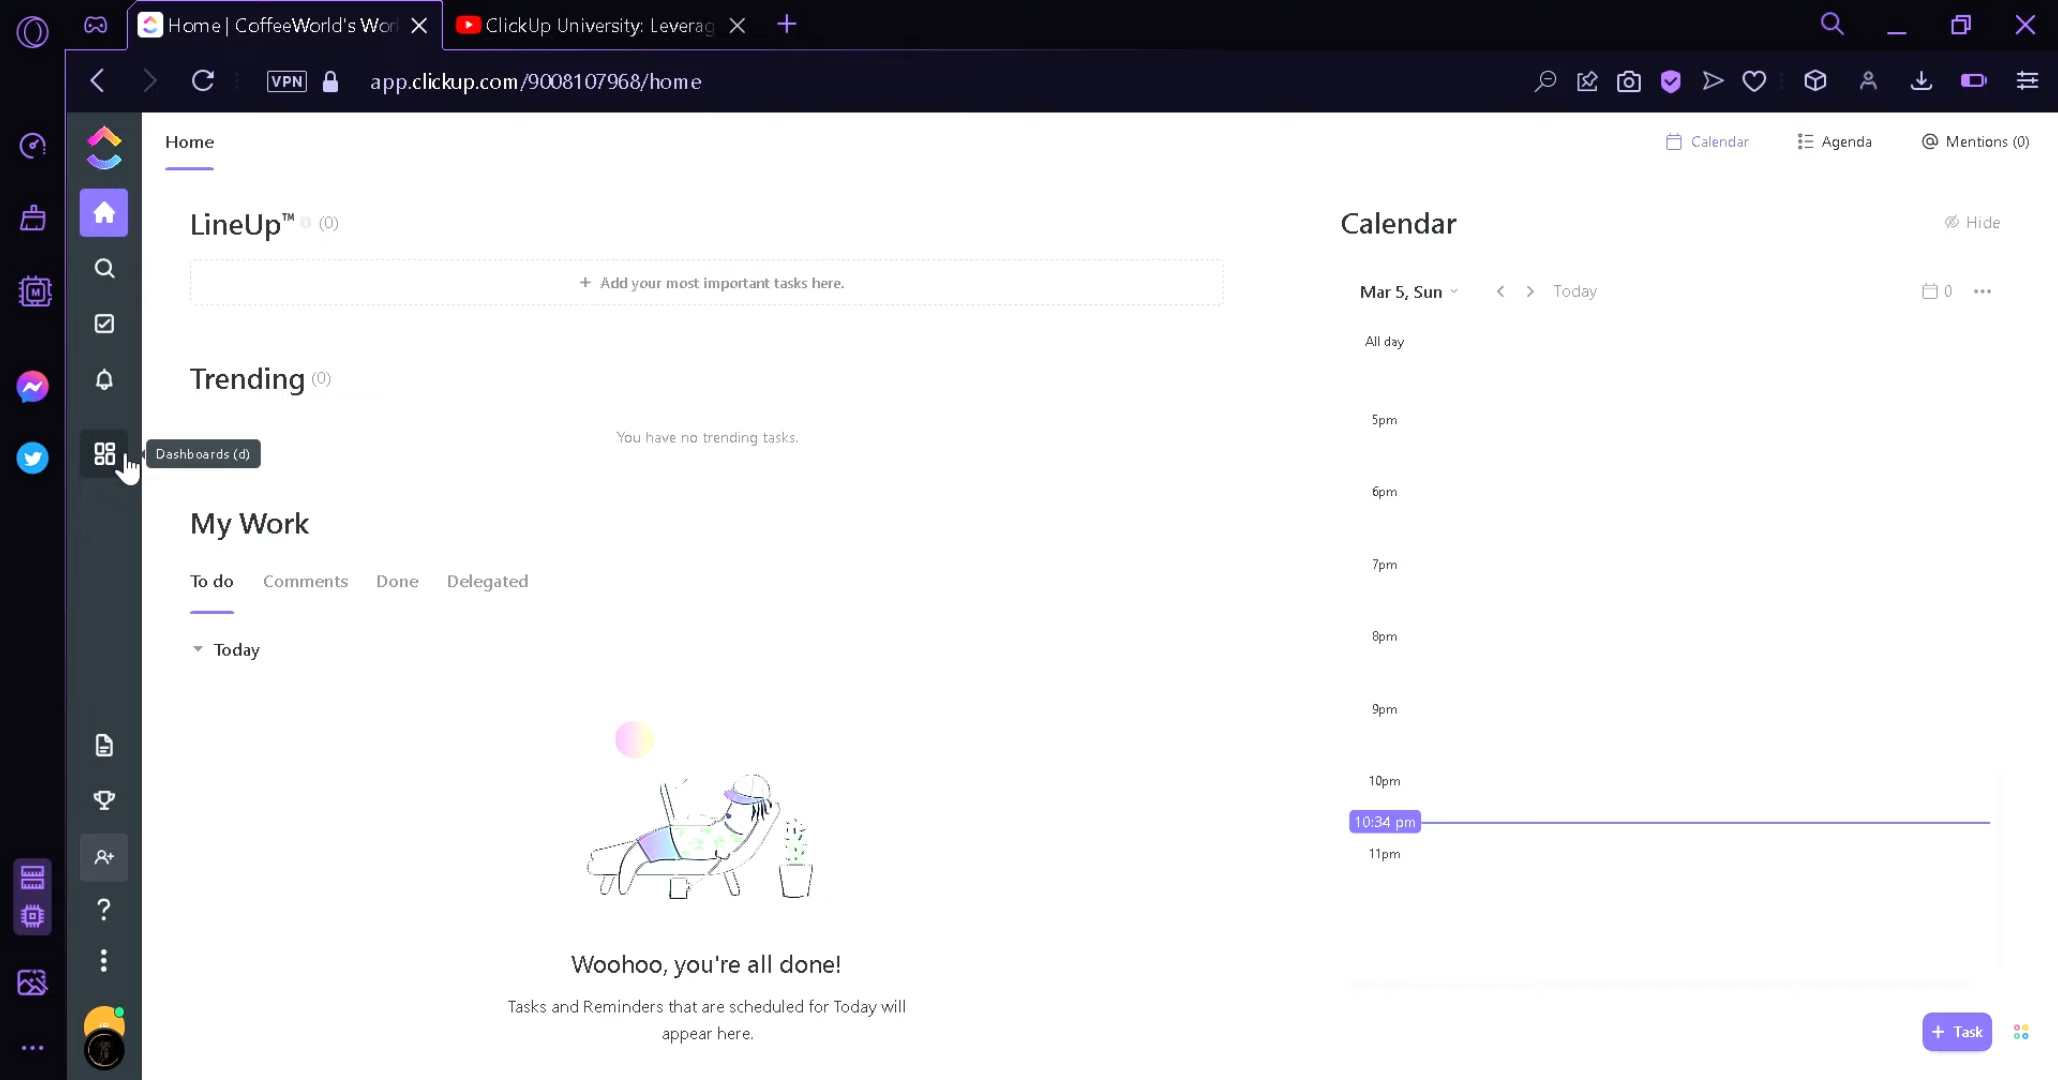 Home | CoffeeWorld's Wor
ClickUp University: Leverag
VPN
app.clickup.com/9008107968/home
Home
Calendar
Agenda
Mentions (0)
LineUp™ (0)
+ Add your most important tasks here.
Trending (0)
You have no trending tasks.
Dashboards (d)
My Work
To do
Comments
Done
Delegated
Today
Woohoo, you're all done!
Tasks and Reminders that are scheduled for Today will
appear here.
Calendar
Hide
Mar 5, Sun
Today
0
All day
5pm
6pm
7pm
8pm
9pm
10pm
10:34 pm
11pm
+ Task